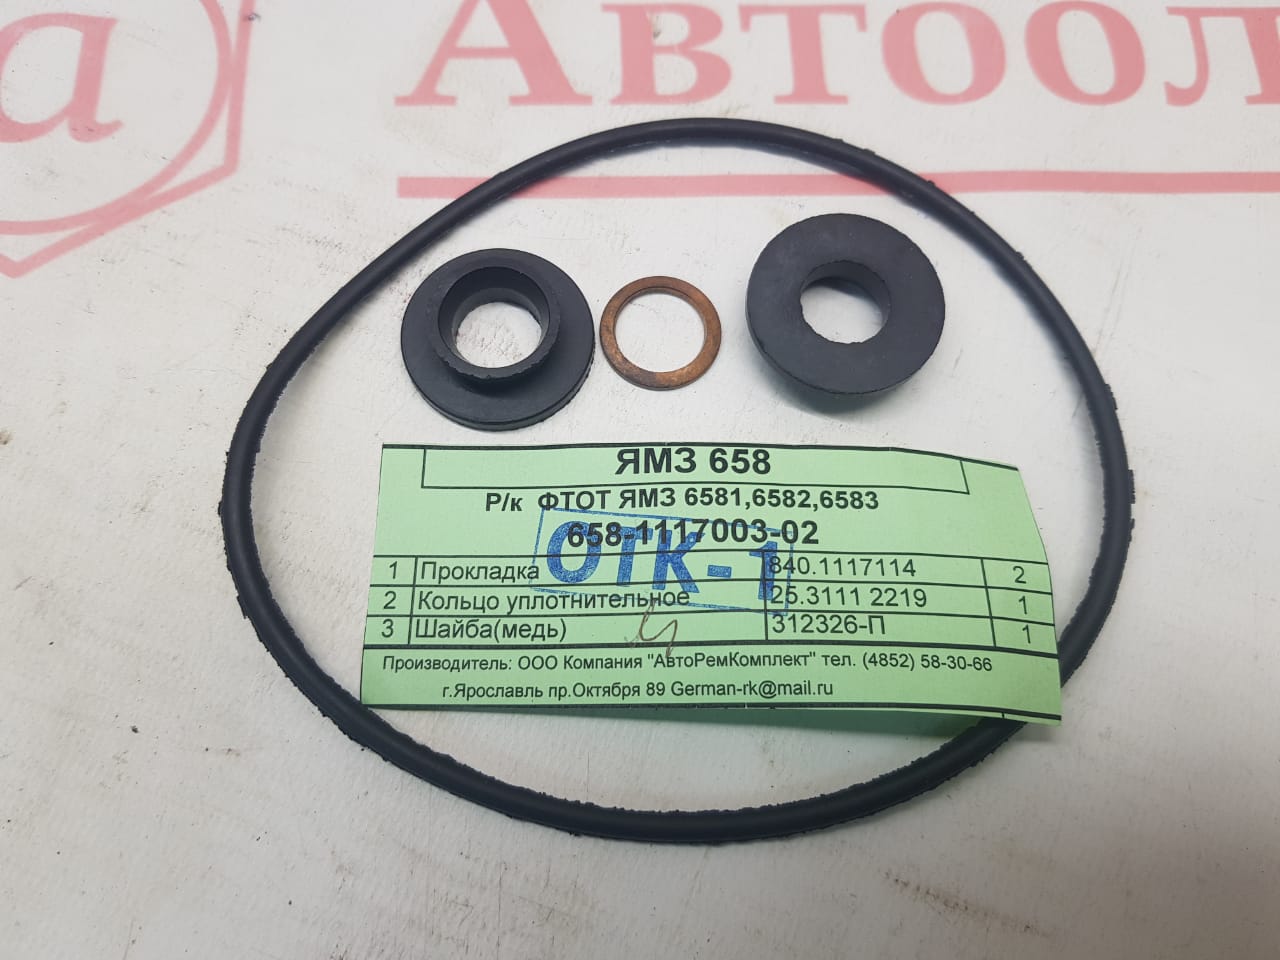 а
Автоол
ЯМЗ 658
Р/к ФТОТ ЯМЗ 6581,6582,6583
658-1117003-02
ОТК-1
1 Прокладка 840.1117114 2
2 Кольцо уплотнительное 25.3111 2219 1
3 Шайба(медь) 312326-П 1
Производитель: ООО Компания "АвтоРемКомплект" тел. (4852) 58-30-66
г.Ярославль пр.Октября 89 German-rk@mail.ru